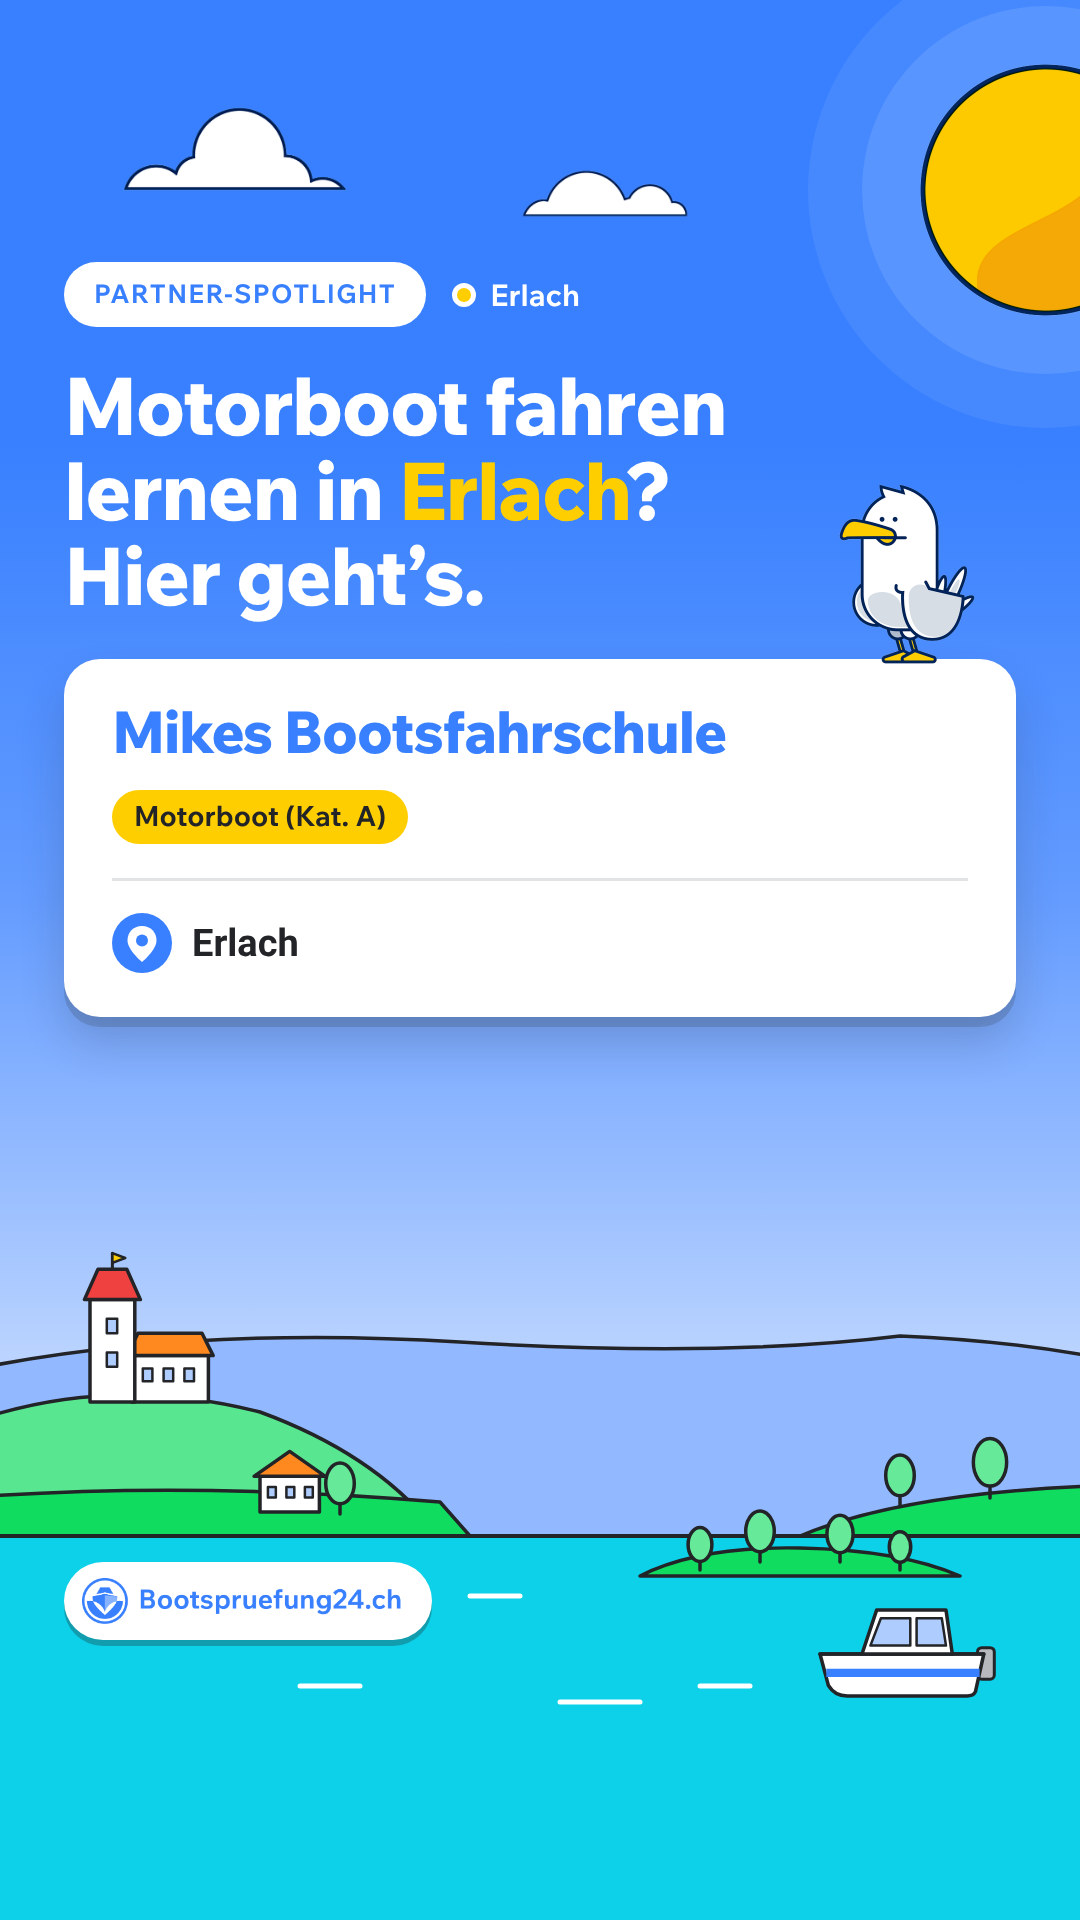 PARTNER-SPOTLIGHT
Erlach
Motorboot fahren
lernen in Erlach?
Hier geht’s.
Mikes Bootsfahrschule
Motorboot (Kat. A)
Erlach
Bootspruefung24.ch